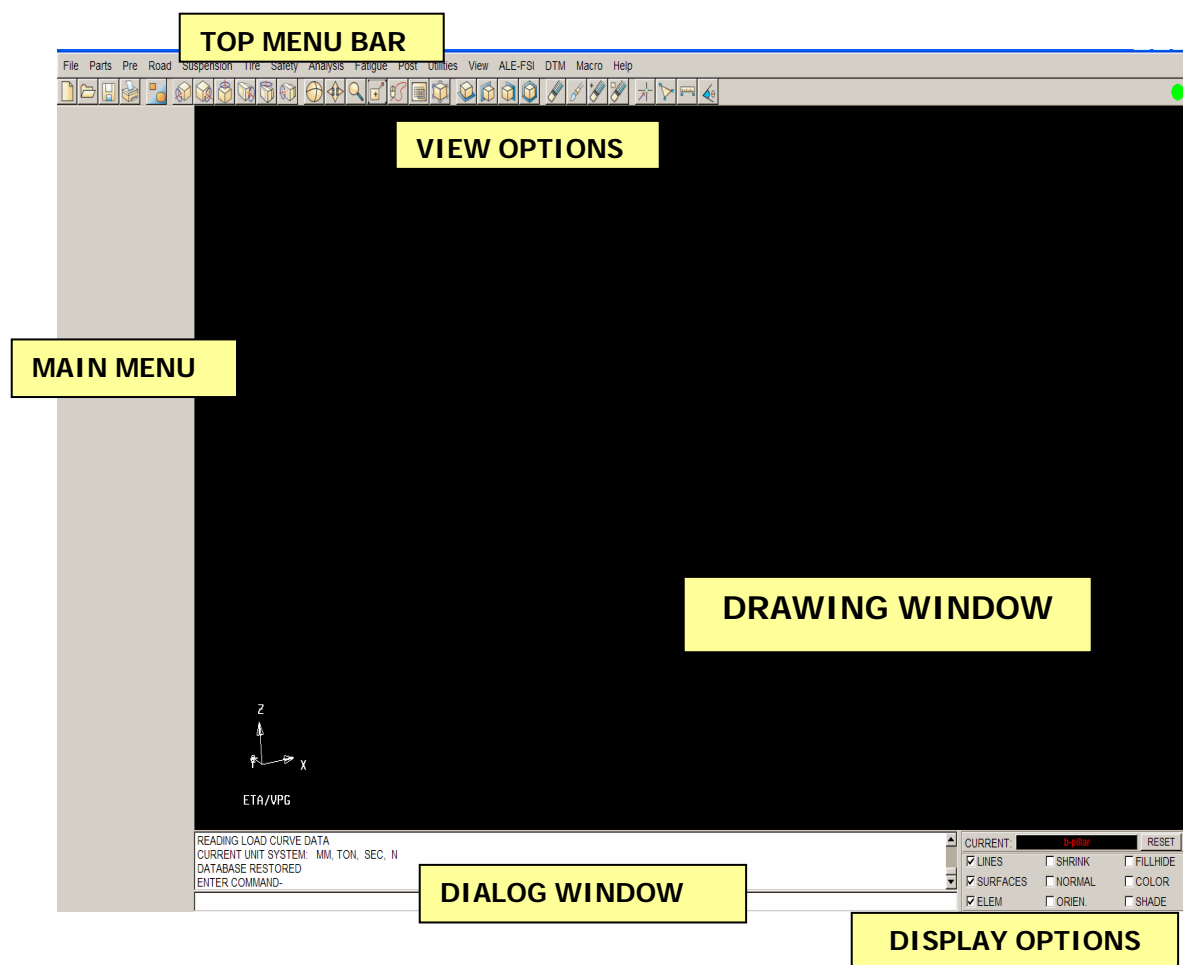 TOP MENU BAR
File Parts Pre Road Suspension Tire Safety Analysis Fatigue Post Utilities View ALE-FSI DTM Macro Help
VIEW OPTIONS
MAIN MENU
DRAWING WINDOW
Z
Y X
ETA/VPG
READING LOAD CURVE DATA
CURRENT UNIT SYSTEM: MM, TON, SEC, N
DATABASE RESTORED
ENTER COMMAND-
DIALOG WINDOW
CURRENT: b-pillar RESET
LINES SHRINK FILLHIDE
SURFACES NORMAL COLOR
ELEM ORIEN. SHADE
DISPLAY OPTIONS